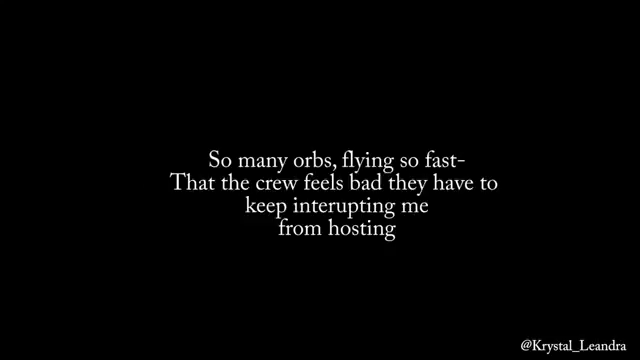 So many orbs, flying so fast-
That the crew feels bad they have to
keep interupting me
from hosting
@Krystal_Leandra